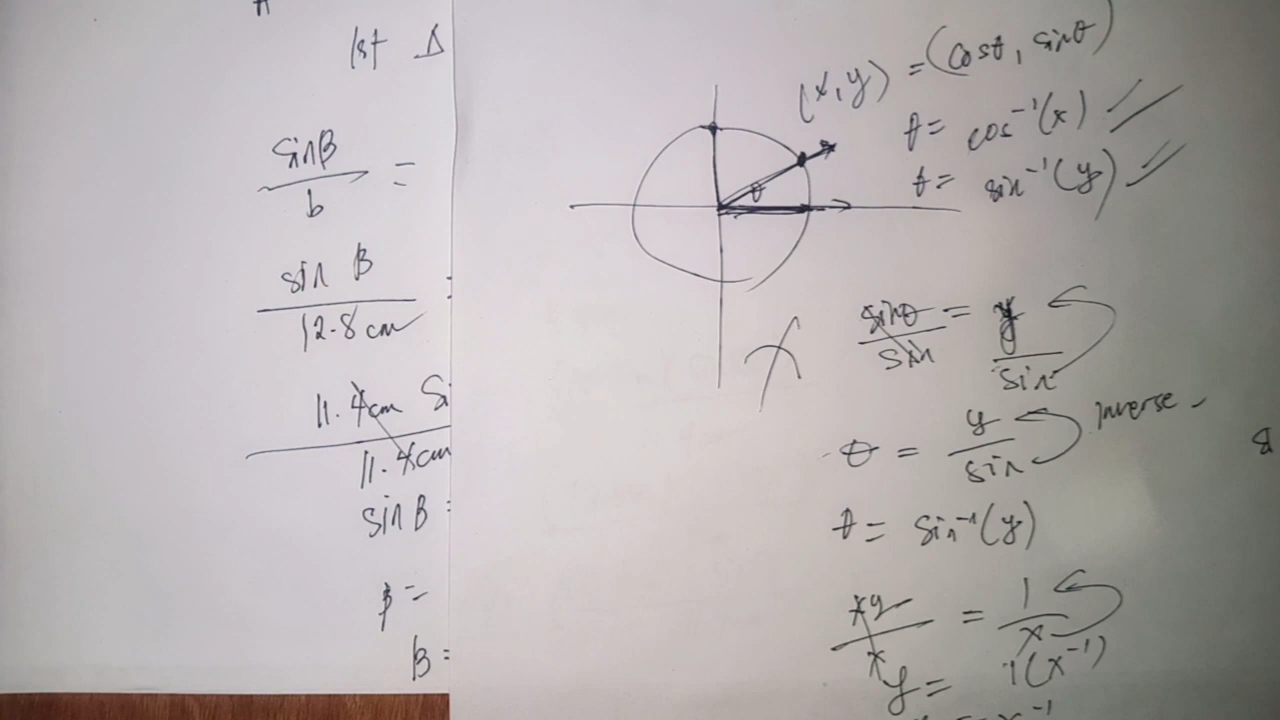 1st Δ
sinB
b
=
sin B
12.8 cm
11.4cm
11.4cm
sin B =
B =
B =
(x,y) = (cosθ, sinθ)
θ = cos⁻¹(x)
θ = sin⁻¹(y)
θ
sinθ = y
sin sin
θ = y
sin
inverse
θ = sin⁻¹(y)
xy = 1
x x
y = 1(x⁻¹)